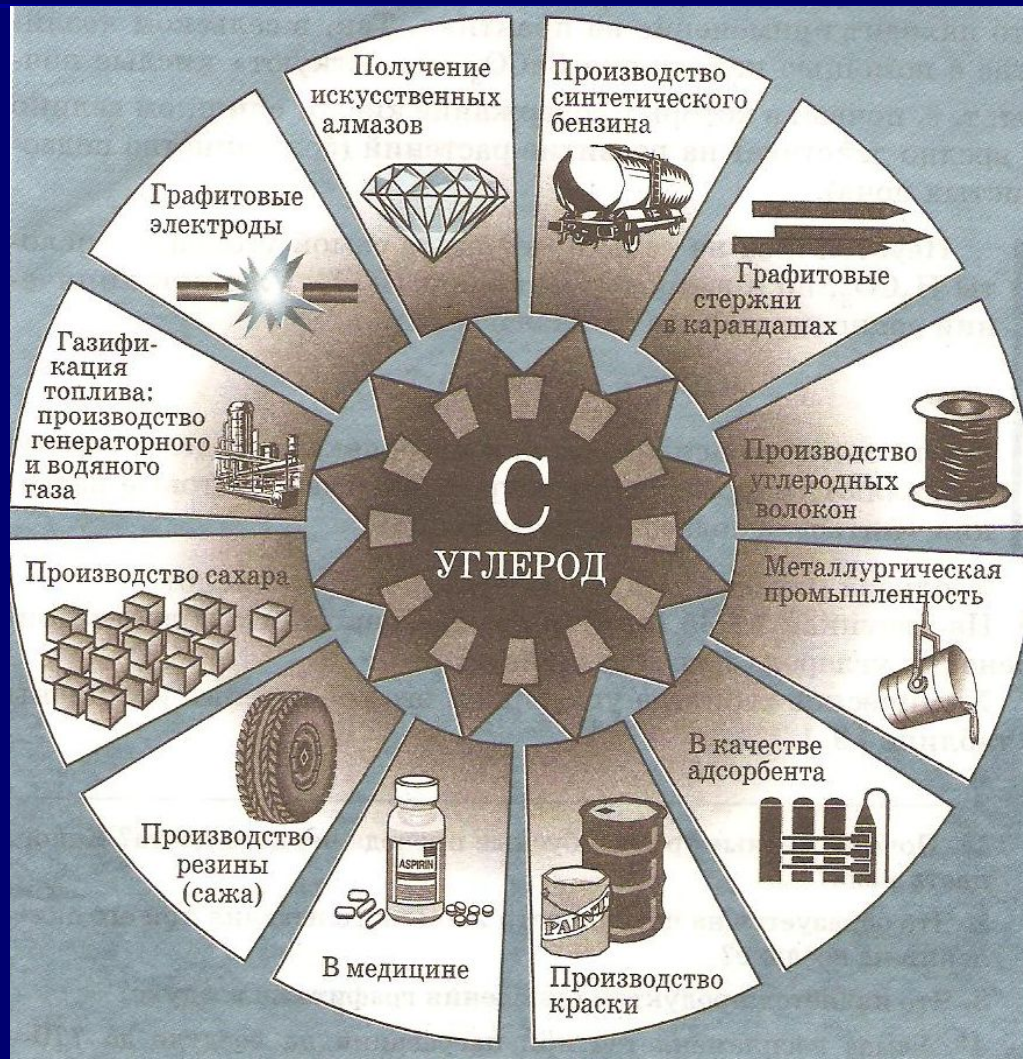 Получение
искусственных
алмазов
Производство
синтетического
бензина
Графитовые
стержни
в карандашах
Производство
углеродных
волокон
Металлургическая
промышленность
В качестве
адсорбента
Производство
краски
PAINT
В медицине
ASPIRIN
Производство
резины
(сажа)
Производство сахара
Газифи-
кация
топлива:
производство
генераторного
и водяного
газа
Графитовые
электроды
С
УГЛЕРОД